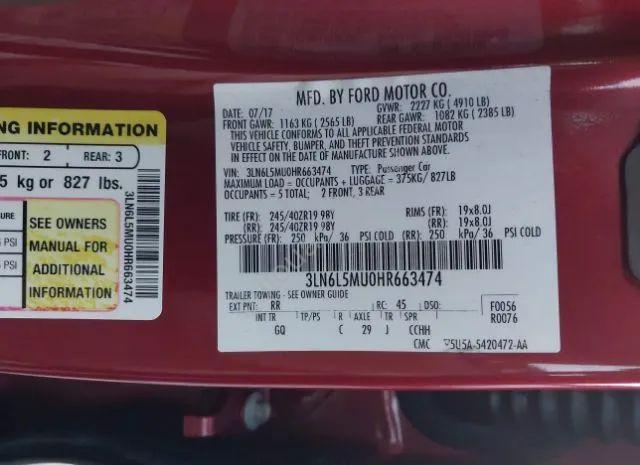 NG INFORMATION
FRONT: 2 REAR: 3
5 kg or 827 lbs.
SEE OWNERS
MANUAL FOR
ADDITIONAL
INFORMATION
PSI
PSI
3LN6L5MU0HR663474
MFD. BY FORD MOTOR CO.
DATE: 07/17 GVWR: 2227 KG ( 4910 LB)
FRONT GAWR: 1163 KG ( 2565 LB) REAR GAWR: 1082 KG ( 2385 LB)
THIS VEHICLE CONFORMS TO ALL APPLICABLE FEDERAL MOTOR
VEHICLE SAFETY, BUMPER, AND THEFT PREVENTION STANDARDS
IN EFFECT ON THE DATE OF MANUFACTURE SHOWN ABOVE.
VIN: 3LN6L5MU0HR663474 TYPE: Passenger Car
MAXIMUM LOAD = OCCUPANTS + LUGGAGE = 375KG/827LB
OCCUPANTS = 5 TOTAL; 2 FRONT, 3 REAR
TIRE (FR): 245/40ZR19 98Y RIMS (FR): 19x8.0J
(RR): 245/40ZR19 98Y (RR): 19x8.0J
PRESSURE (FR): 250 kPa/ 36 PSI COLD (RR): 250 kPa/ 36 PSI COLD
3LN6L5MU0HR663474
TRAILER TOWING - SEE OWNER GUIDE
EXT PNT: RR RC: 45 DSO: F0056
INT TR TP/PS R AXLE TR SPR R0076
GQ C 29 J CCHH
CMC 5U5A-5420472-AA